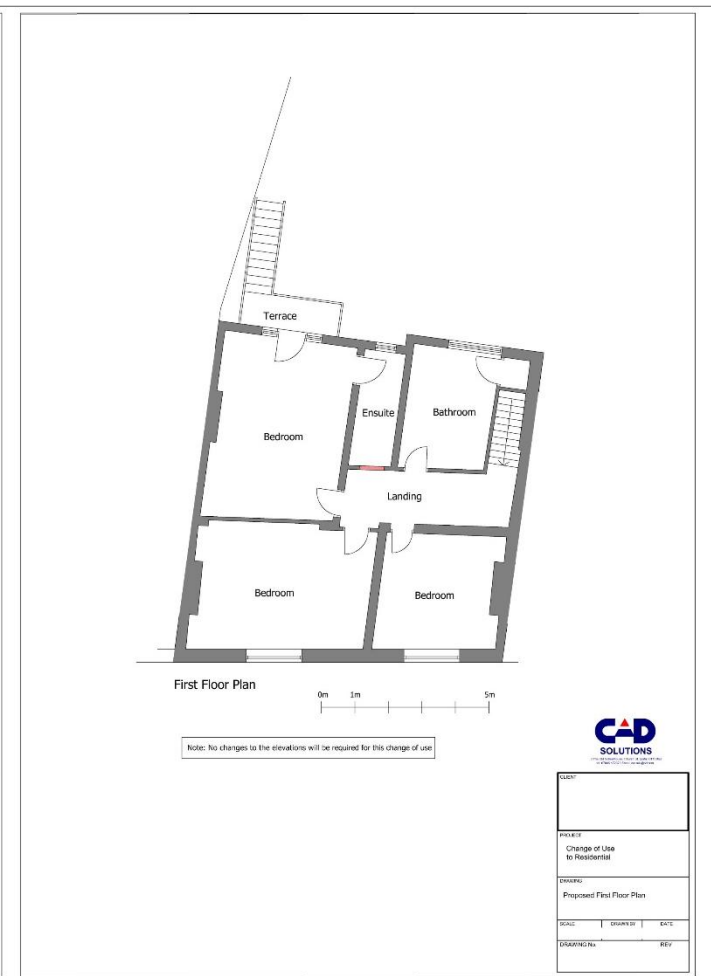 Terrace
Ensuite
Bathroom
Bedroom
Landing
Bedroom
Bedroom
First Floor Plan
0m 1m 5m
Note: No changes to the elevations will be required for this change of use
CAD
SOLUTIONS
CLIENT
PROJECT
Change of Use
to Residential
DRAWING
Proposed First Floor Plan
SCALE DRAWN BY DATE
DRAWING No. REV